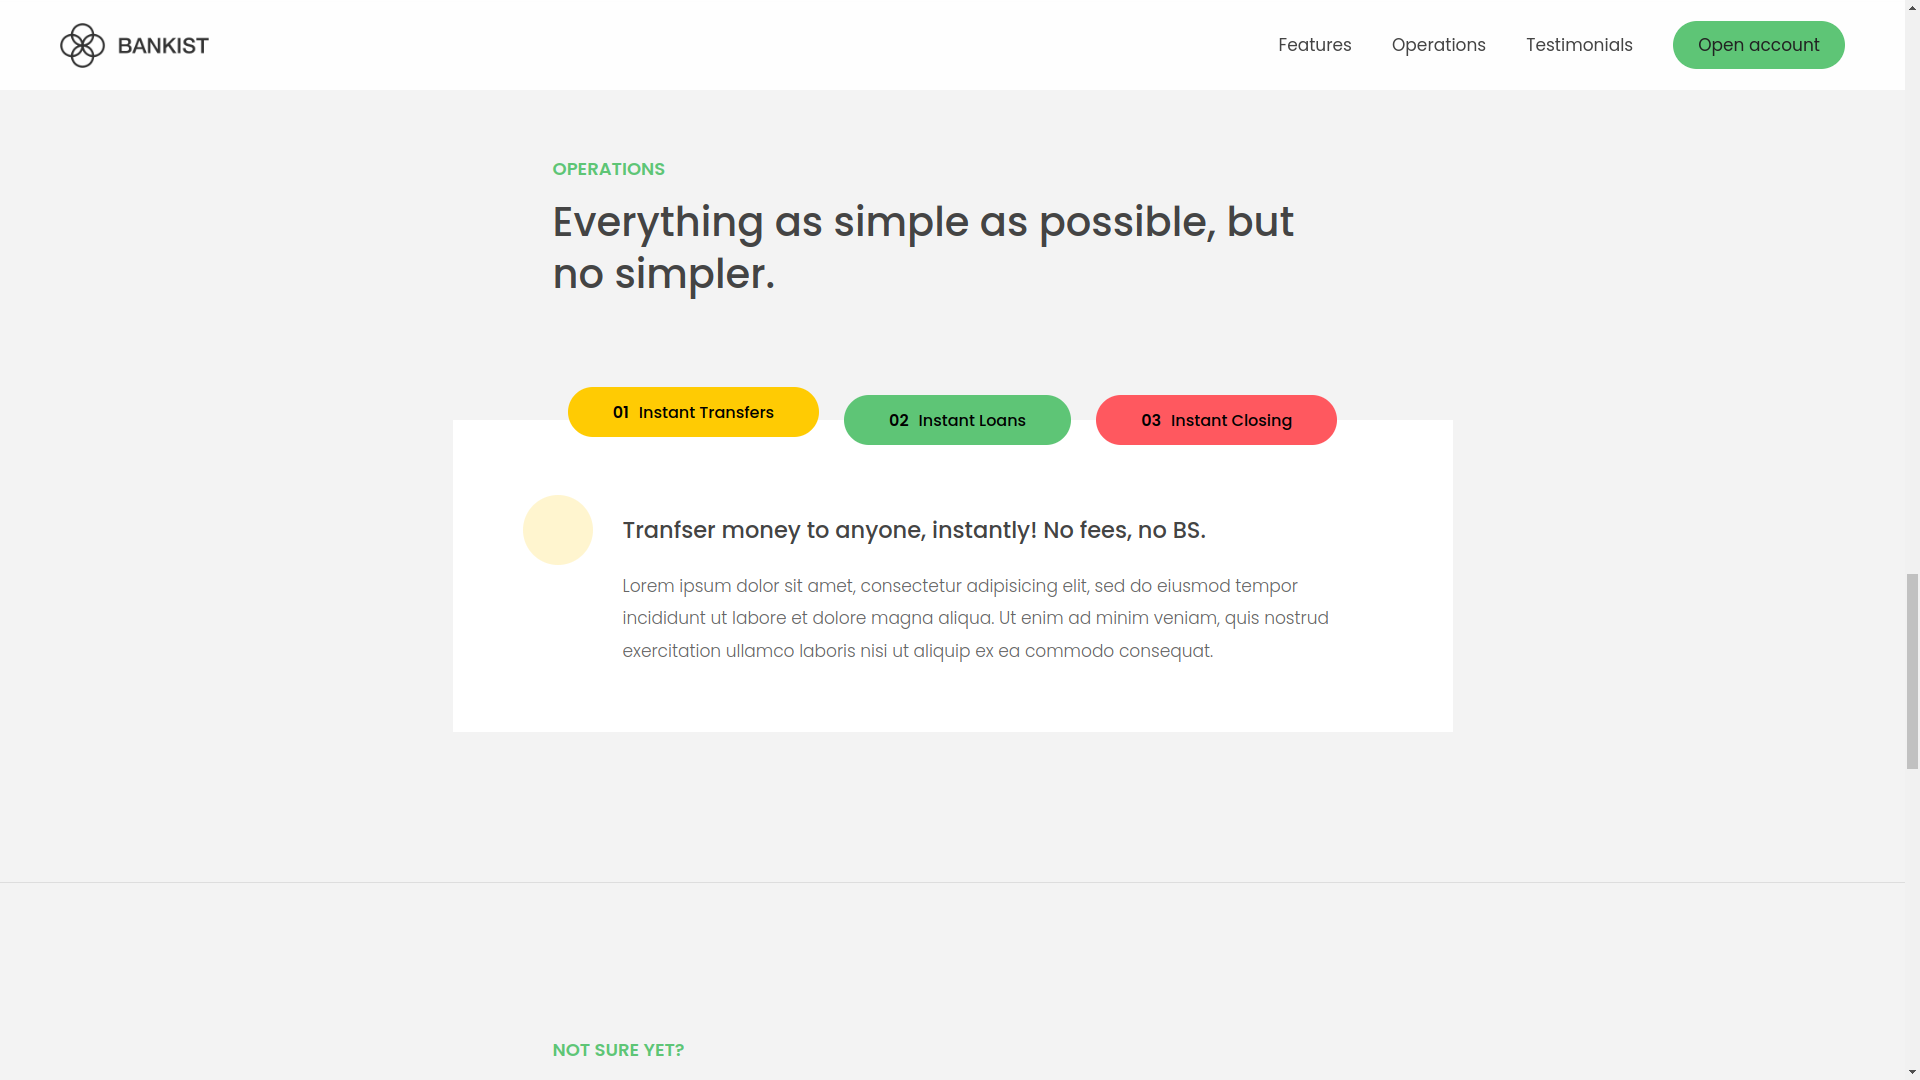 BANKIST
Features
Operations
Testimonials
Open account
OPERATIONS
Everything as simple as possible, but
no simpler.
01 Instant Transfers
02 Instant Loans
03 Instant Closing
Tranfser money to anyone, instantly! No fees, no BS.
Lorem ipsum dolor sit amet, consectetur adipisicing elit, sed do eiusmod tempor
incididunt ut labore et dolore magna aliqua. Ut enim ad minim veniam, quis nostrud
exercitation ullamco laboris nisi ut aliquip ex ea commodo consequat.
NOT SURE YET?